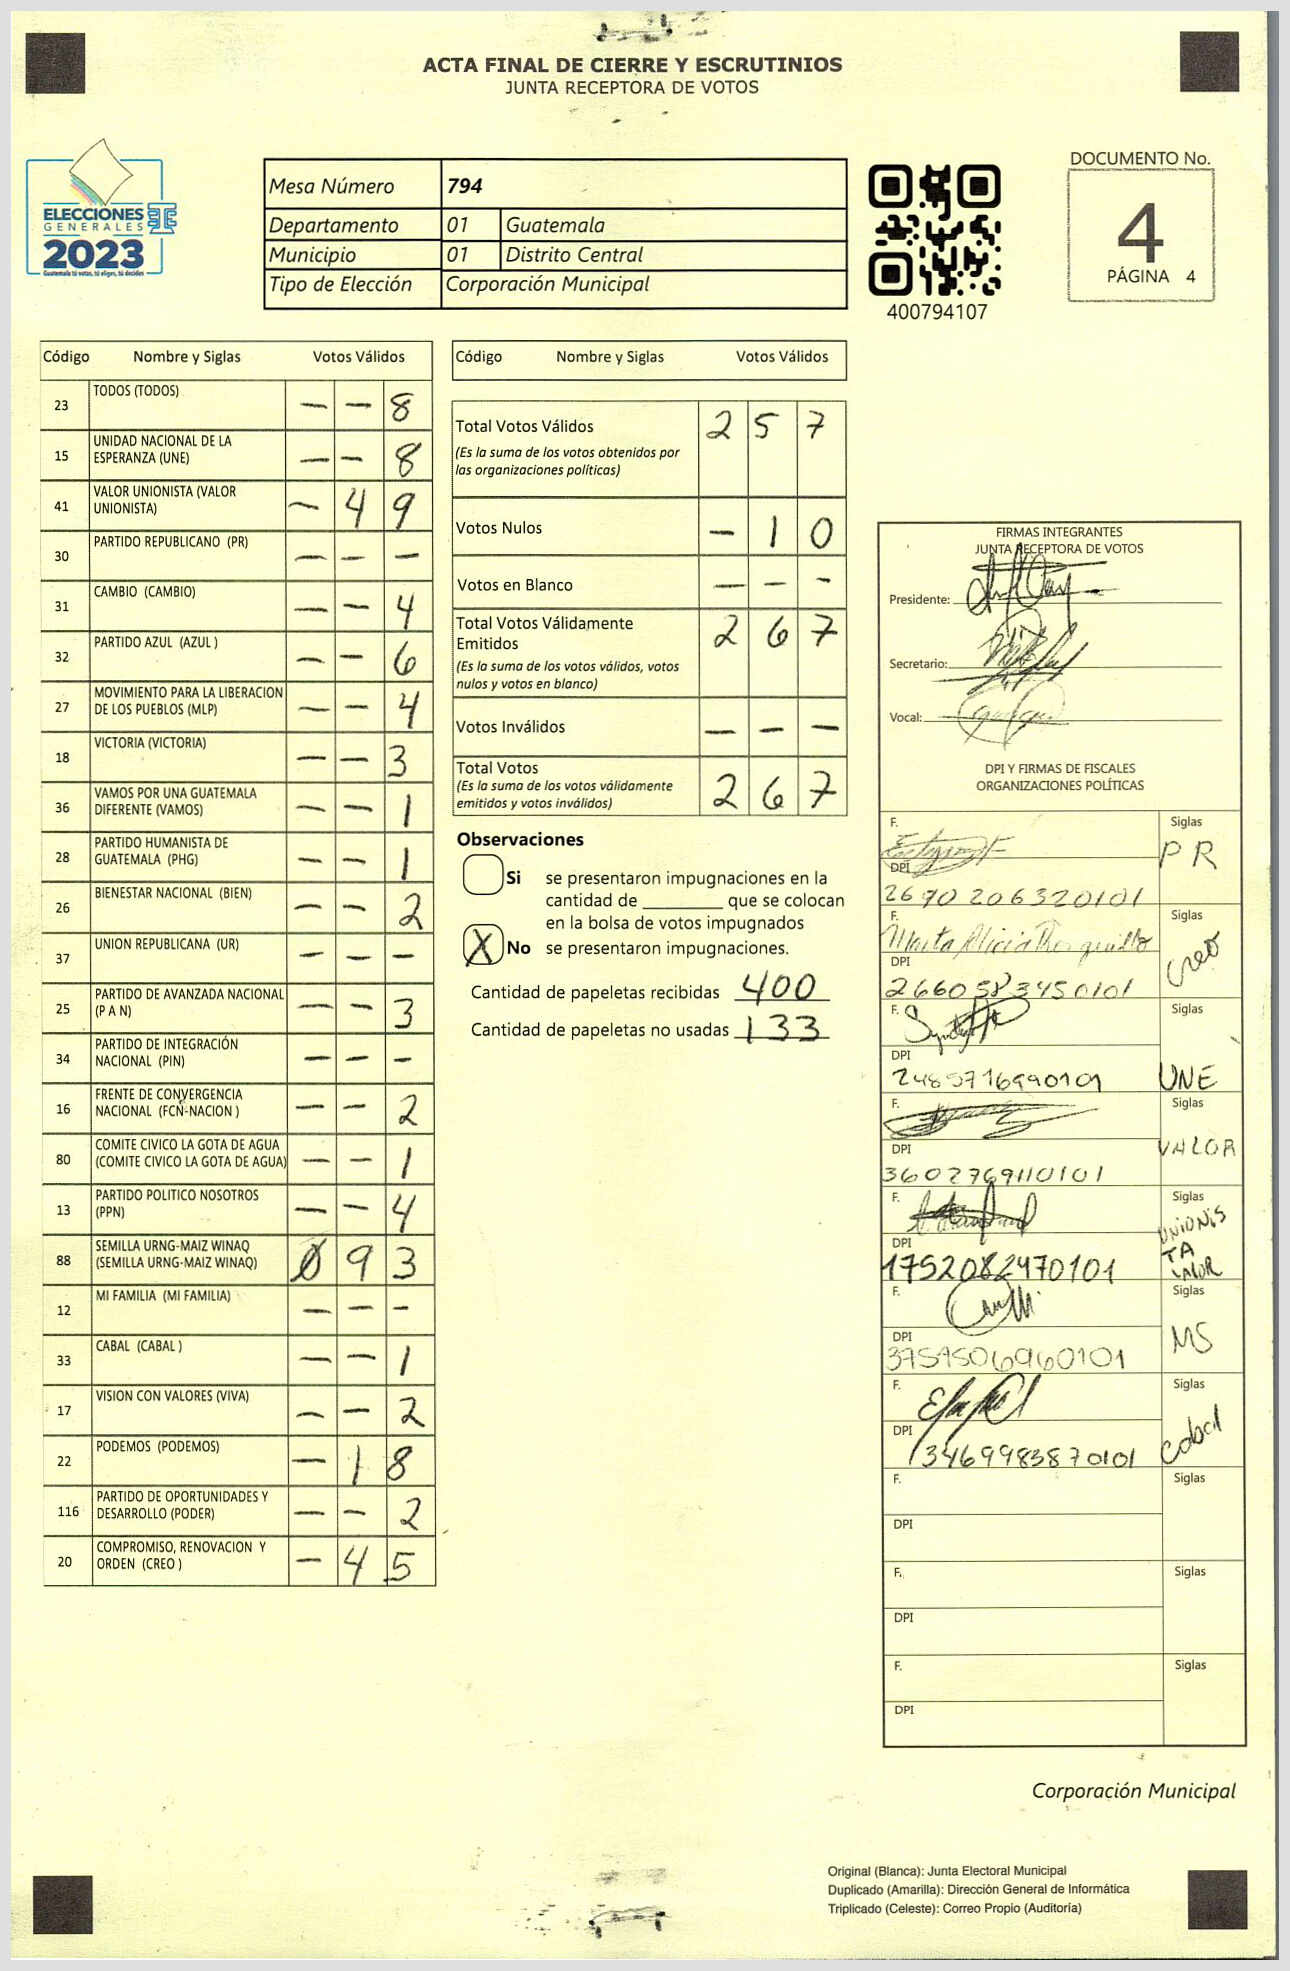 ACTA FINAL DE CIERRE Y ESCRUTINIOS
JUNTA RECEPTORA DE VOTOS
ELECCIONES
GENERALES
2023
Guatemala tú votas, tú eliges, tú decides
Mesa Número 794
Departamento 01 Guatemala
Municipio 01 Distrito Central
Tipo de Elección Corporación Municipal
400794107
DOCUMENTO No.
4
PÁGINA 4
Código Nombre y Siglas Votos Válidos
23 TODOS (TODOS) — — 8
15 UNIDAD NACIONAL DE LA
ESPERANZA (UNE) — — 8
41 VALOR UNIONISTA (VALOR
UNIONISTA) — 4 9
30 PARTIDO REPUBLICANO (PR) — — —
31 CAMBIO (CAMBIO) — — 4
32 PARTIDO AZUL (AZUL ) — — 6
27 MOVIMIENTO PARA LA LIBERACION
DE LOS PUEBLOS (MLP) — — 4
18 VICTORIA (VICTORIA) — — 3
36 VAMOS POR UNA GUATEMALA
DIFERENTE (VAMOS) — — 1
28 PARTIDO HUMANISTA DE
GUATEMALA (PHG) — — 1
26 BIENESTAR NACIONAL (BIEN) — — 2
37 UNION REPUBLICANA (UR) — — —
25 PARTIDO DE AVANZADA NACIONAL
(P A N) — — 3
34 PARTIDO DE INTEGRACIÓN
NACIONAL (PIN) — — —
16 FRENTE DE CONVERGENCIA
NACIONAL (FCN-NACION ) — — 2
80 COMITE CIVICO LA GOTA DE AGUA
(COMITE CIVICO LA GOTA DE AGUA) — — 1
13 PARTIDO POLITICO NOSOTROS
(PPN) — — 4
88 SEMILLA URNG-MAIZ WINAQ
(SEMILLA URNG-MAIZ WINAQ) 0 9 3
12 MI FAMILIA (MI FAMILIA) — — —
33 CABAL (CABAL ) — — 1
17 VISION CON VALORES (VIVA) — — 2
22 PODEMOS (PODEMOS) — 1 8
116 PARTIDO DE OPORTUNIDADES Y
DESARROLLO (PODER) — — 2
20 COMPROMISO, RENOVACION Y
ORDEN (CREO ) — 4 5
Código Nombre y Siglas Votos Válidos
Total Votos Válidos 2 5 7
(Es la suma de los votos obtenidos por
las organizaciones políticas)
Votos Nulos — 1 0
Votos en Blanco — — —
Total Votos Válidamente
Emitidos 2 6 7
(Es la suma de los votos válidos, votos
nulos y votos en blanco)
Votos Inválidos — — —
Total Votos
(Es la suma de los votos válidamente
emitidos y votos inválidos) 2 6 7
Observaciones
Si se presentaron impugnaciones en la
cantidad de ________ que se colocan
en la bolsa de votos impugnados
X No se presentaron impugnaciones.
Cantidad de papeletas recibidas 400
Cantidad de papeletas no usadas 133
FIRMAS INTEGRANTES
JUNTA RECEPTORA DE VOTOS
Presidente:
Secretario:
Vocal:
DPI Y FIRMAS DE FISCALES
ORGANIZACIONES POLÍTICAS
F. Siglas
PR
DPI
2670 206320101
F. Siglas
Marta Alicia
creo
DPI
2660583450101
F. Siglas
DPI
2485716990101 UNE
F. Siglas
VALOR
DPI
3602769110101
F. Siglas
UNIONIS
TA
VALOR
DPI
1752082470101
F. Siglas
MS
DPI
3757506960101
F. Siglas
cabal
DPI
3469983870101
F. Siglas
DPI
F. Siglas
DPI
F. Siglas
DPI
Corporación Municipal
Original (Blanca): Junta Electoral Municipal
Duplicado (Amarilla): Dirección General de Informática
Triplicado (Celeste): Correo Propio (Auditoría)